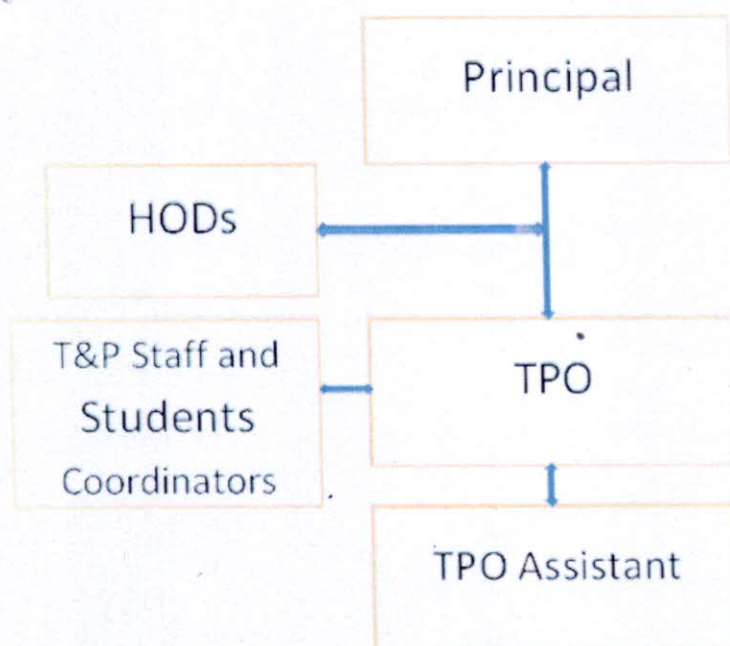 Principal
HODs
T&P Staff and
Students
Coordinators
TPO
TPO Assistant